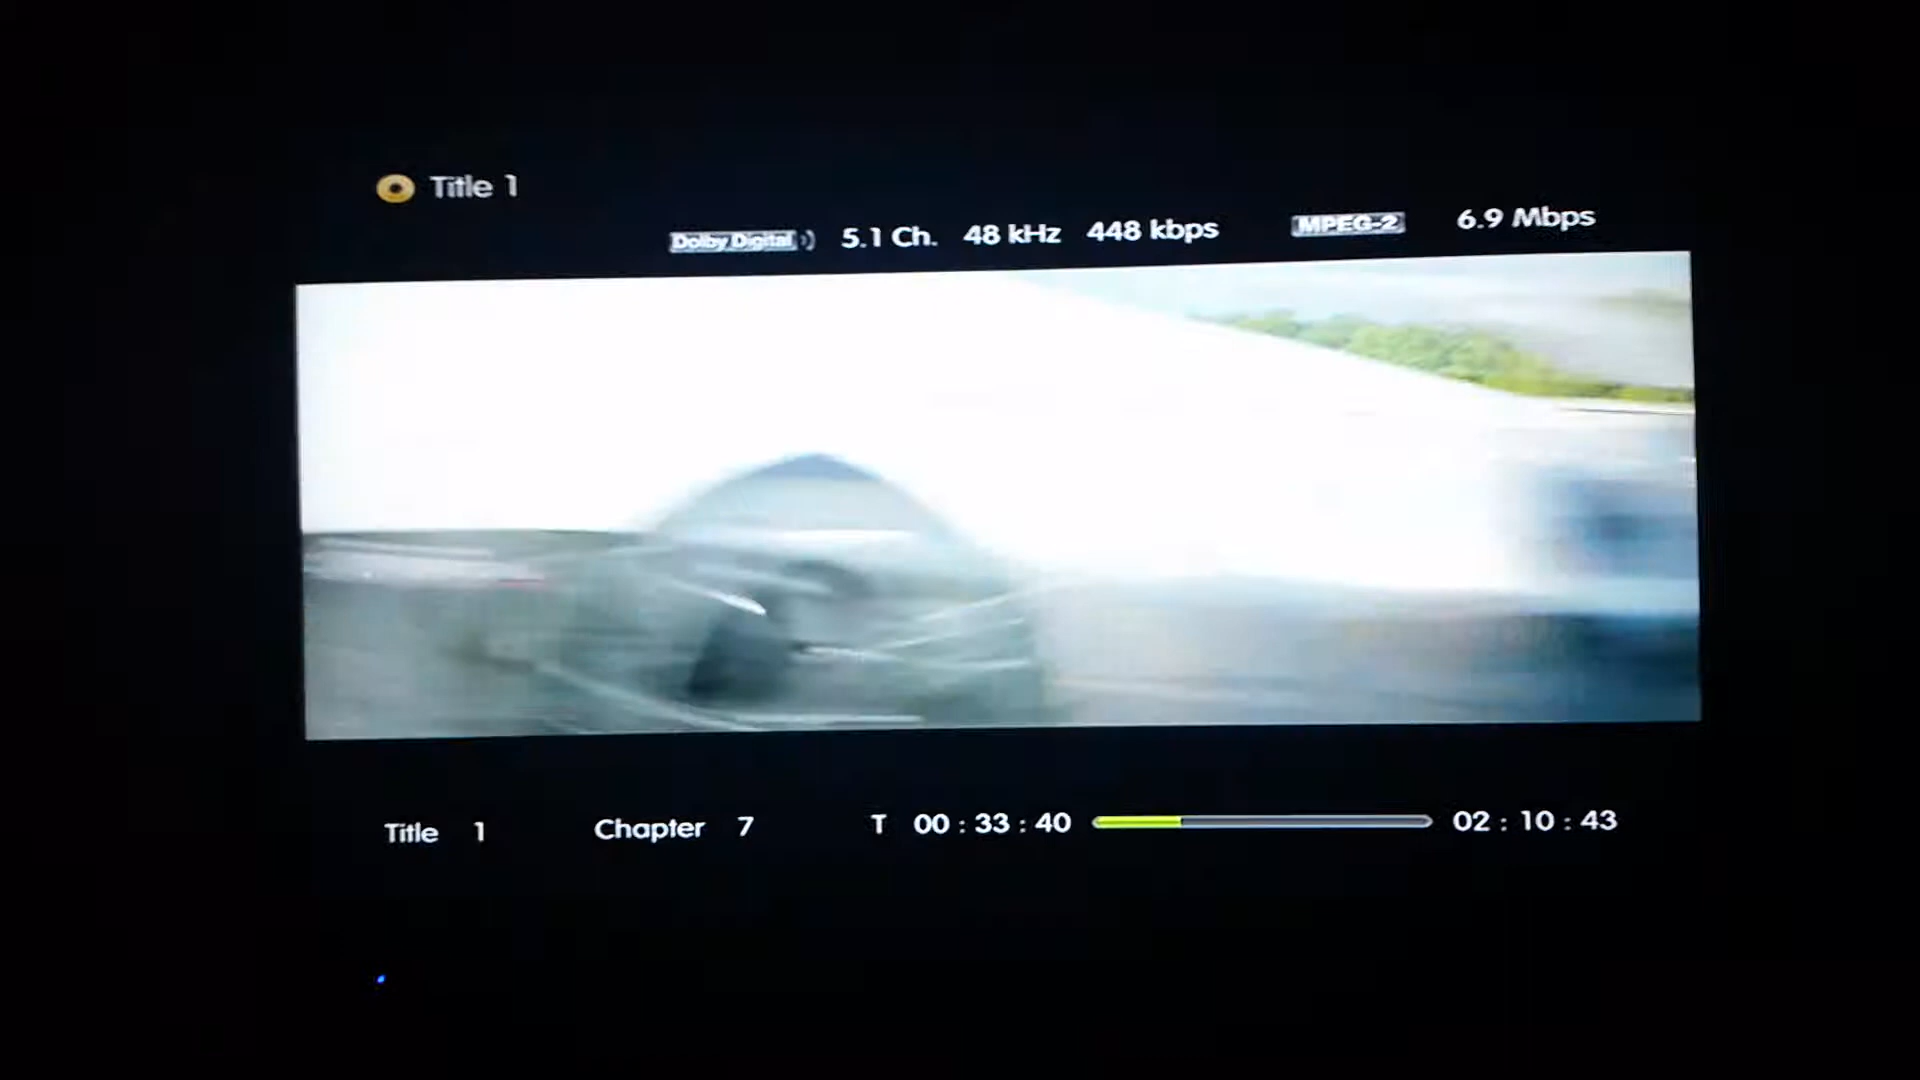 Title 1
Dolby Digital 5.1 Ch. 48 kHz 448 kbps MPEG-2 6.9 Mbps
Title 1 Chapter 7 T 00 : 33 : 40 02 : 10 : 43